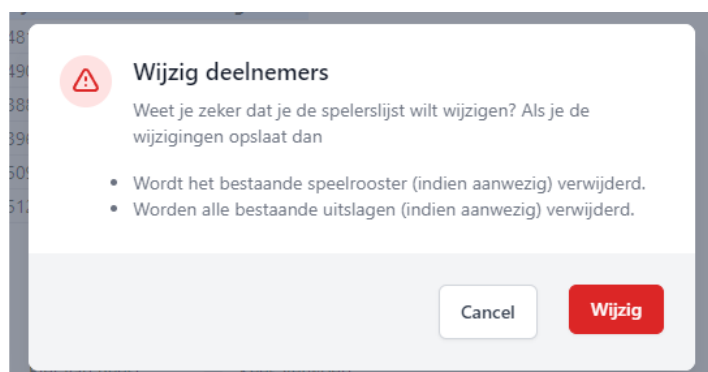 Wijzig deelnemers
Weet je zeker dat je de spelerslijst wilt wijzigen? Als je de
wijzigingen opslaat dan
• Wordt het bestaande speelrooster (indien aanwezig) verwijderd.
• Worden alle bestaande uitslagen (indien aanwezig) verwijderd.
Cancel
Wijzig